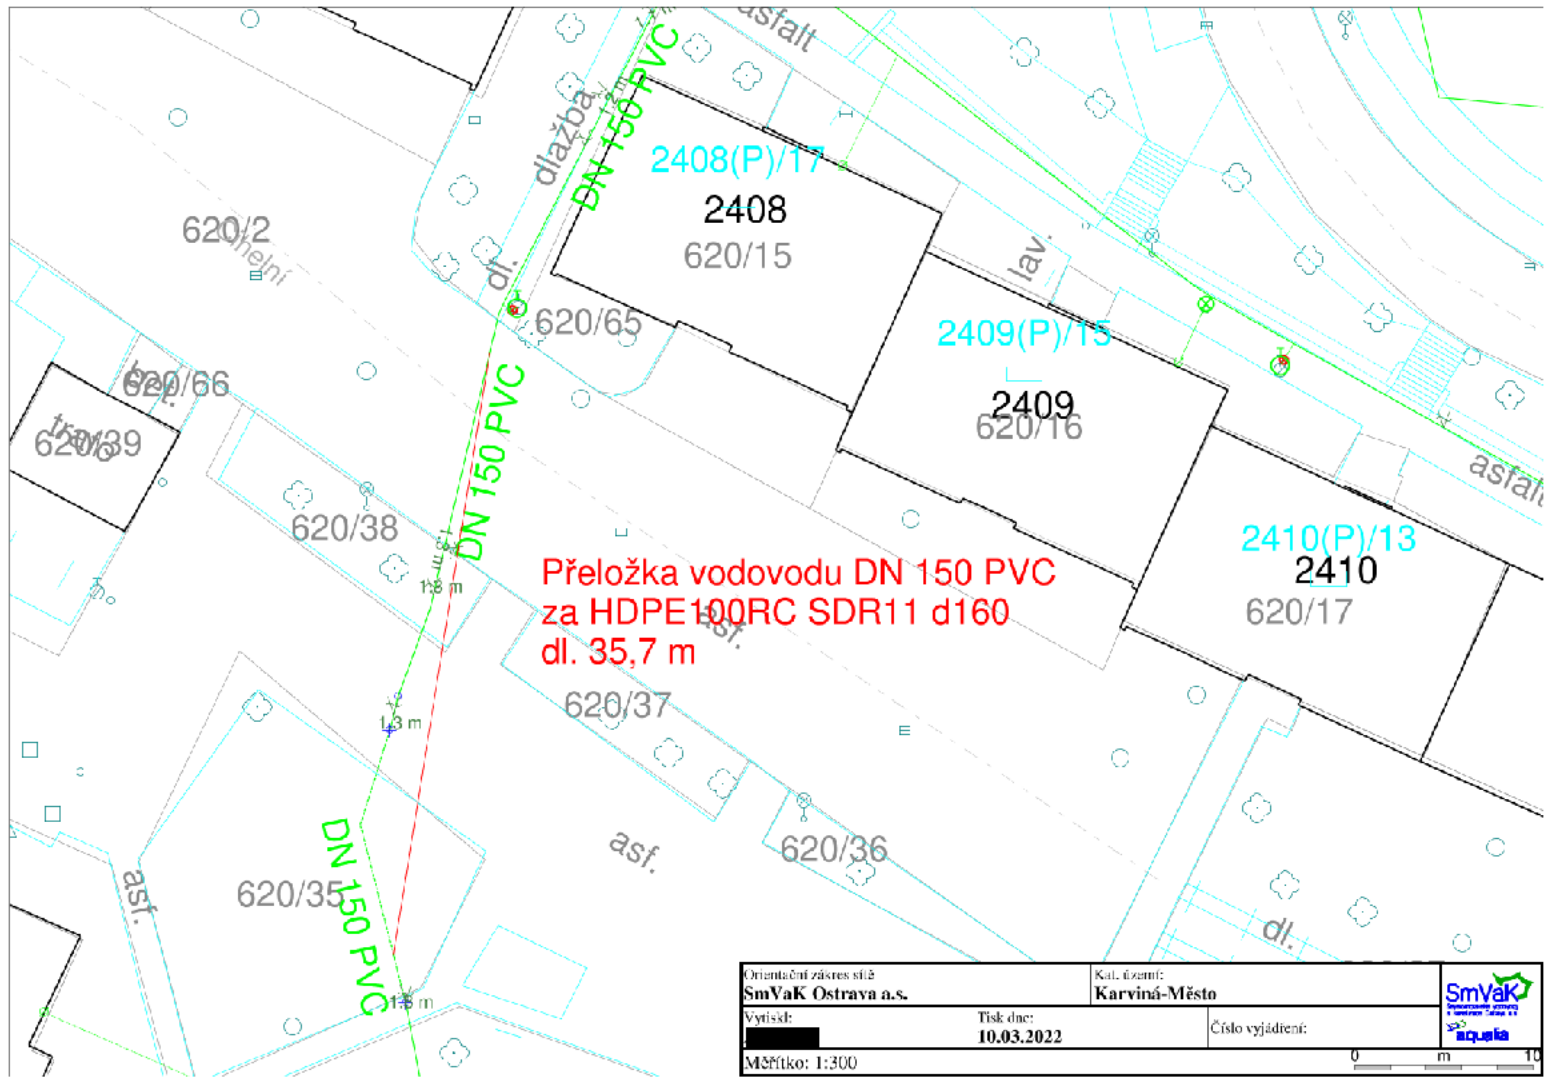 asfalt
1.2 m
DN 150 PVC
dlažba
2408(P)/17
2408
620/15
620/2
dl.
620/65
lav.
2409(P)/15
2409
620/16
620/66
trafo
620/39
DN 150 PVC
asfalt
620/38
2410(P)/13
2410
620/17
1.8 m
Přeložka vodovodu DN 150 PVC
za HDPE100RC SDR11 d160
dl. 35,7 m
asf.
620/37
1.3 m
DN 150 PVC
asf.
620/36
asf.
620/35
dl.
Orientační zákres sítě
SmVaK Ostrava a.s.
Kat. území:
Karviná-Město
Vytiskl:
Tisk dne:
10.03.2022
Číslo vyjádření:
Měřítko: 1:300
0 m 10
SmVaK
aqualia